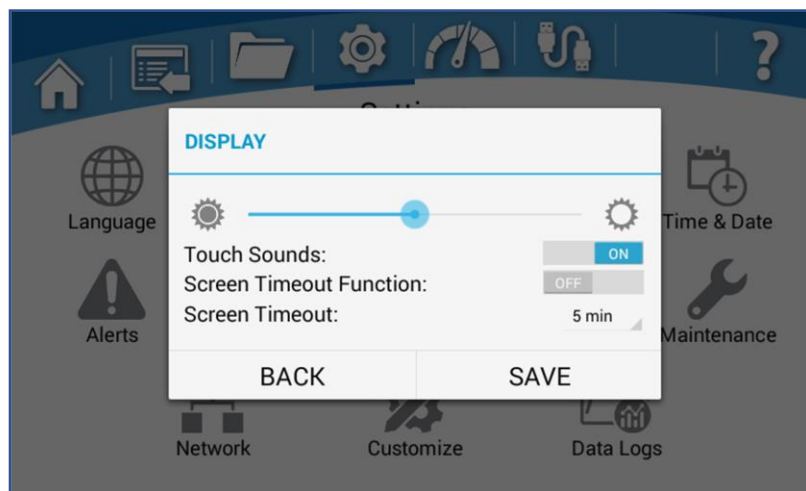 ?
DISPLAY
Language
Time & Date
Touch Sounds: ON
Screen Timeout Function: OFF
Screen Timeout: 5 min
Alerts
Maintenance
BACK SAVE
Network Customize Data Logs